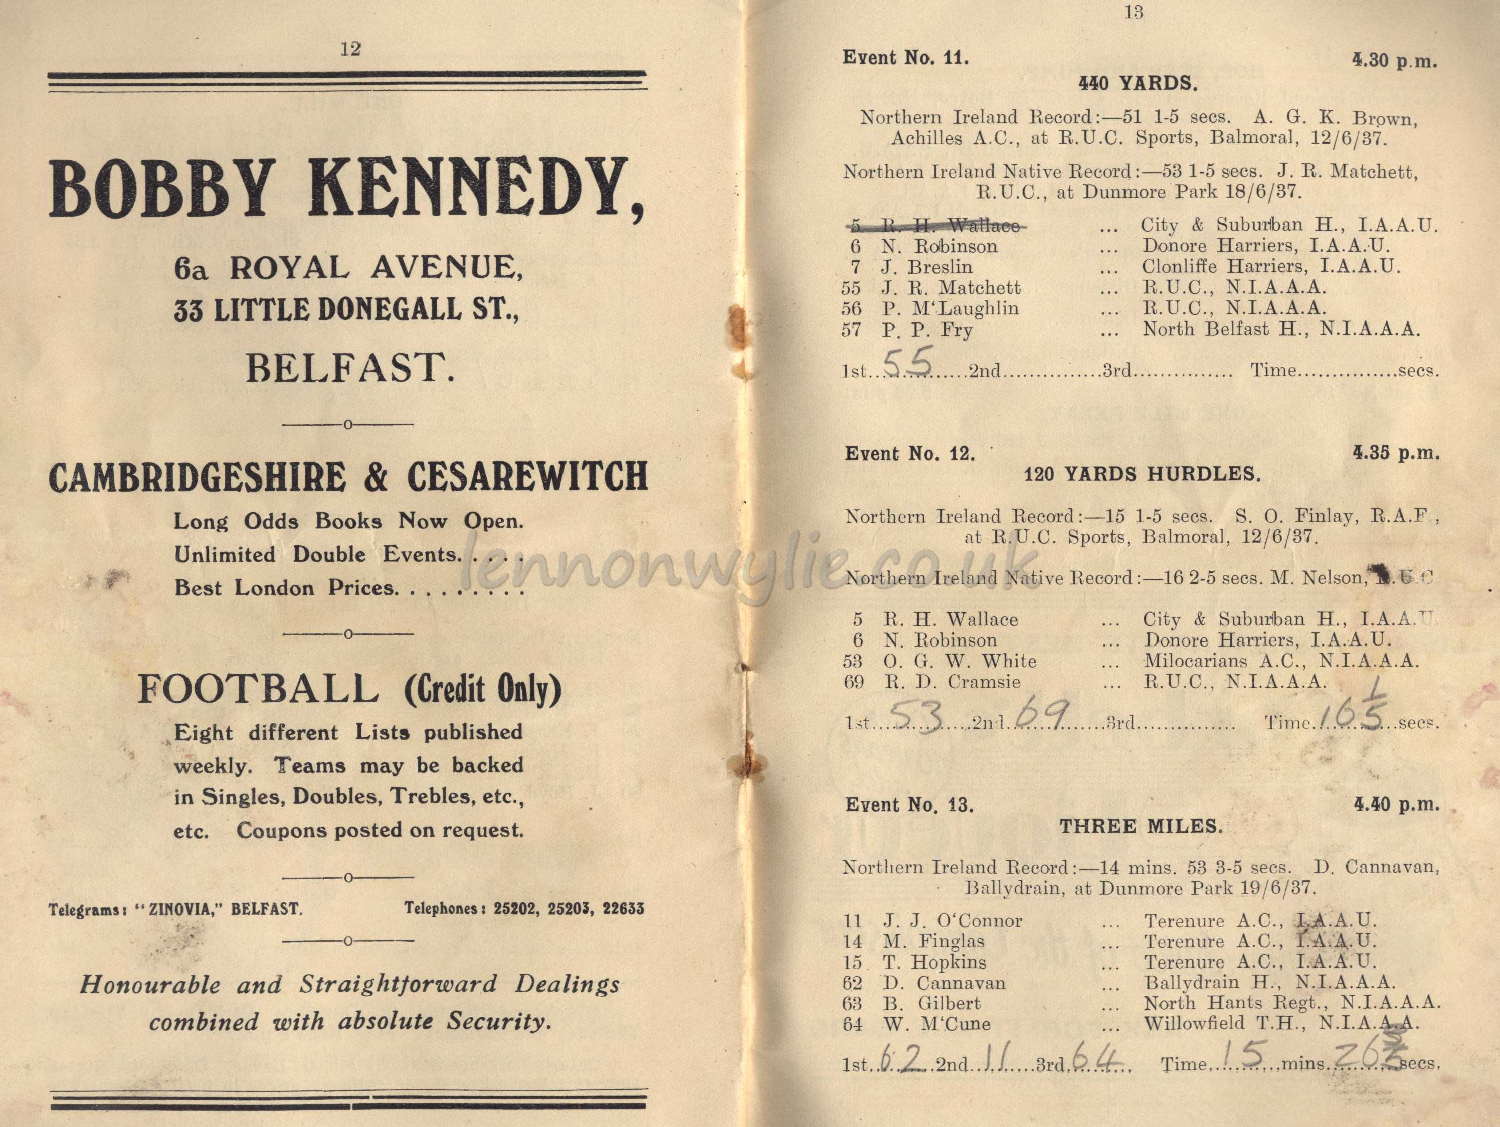 12
BOBBY KENNEDY,
6a ROYAL AVENUE,
33 LITTLE DONEGALL ST.,
BELFAST.
CAMBRIDGESHIRE & CESAREWITCH
Long Odds Books Now Open.
Unlimited Double Events. . . . .
Best London Prices. . . . . . . . .
FOOTBALL (Credit Only)
Eight different Lists published
weekly. Teams may be backed
in Singles, Doubles, Trebles, etc.,
etc. Coupons posted on request.
Telegrams: "ZINOVIA," BELFAST. Telephones: 25202, 25203, 22633
Honourable and Straightforward Dealings
combined with absolute Security.
lennonwylie.co.uk
13
Event No. 11. 4.30 p.m.
440 YARDS.
Northern Ireland Record:—51 1-5 secs. A. G. K. Brown,
Achilles A.C., at R.U.C. Sports, Balmoral, 12/6/37.
Northern Ireland Native Record:—53 1-5 secs. J. R. Matchett,
R.U.C., at Dunmore Park 18/6/37.
5 R. H. Wallace ... City & Suburban H., I.A.A.U.
6 N. Robinson ... Donore Harriers, I.A.A.U.
7 J. Breslin ... Clonliffe Harriers, I.A.A.U.
55 J. R. Matchett ... R.U.C., N.I.A.A.A.
56 P. M'Laughlin ... R.U.C., N.I.A.A.A.
57 P. P. Fry ... North Belfast H., N.I.A.A.A.
1st..55......2nd...............3rd............... Time...............secs.
Event No. 12. 4.35 p.m.
120 YARDS HURDLES.
Northern Ireland Record:—15 1-5 secs. S. O. Finlay, R.A.F.,
at R.U.C. Sports, Balmoral, 12/6/37.
Northern Ireland Native Record:—16 2-5 secs. M. Nelson, R.U.C
5 R. H. Wallace ... City & Suburban H., I.A.A.U.
6 N. Robinson ... Donore Harriers, I.A.A.U.
53 O. G. W. White ... Milocarians A.C., N.I.A.A.A.
69 R. D. Cramsie ... R.U.C., N.I.A.A.A.
1st...53...2nd.69......3rd............... Time.16 1/5..secs.
Event No. 13. 4.40 p.m.
THREE MILES.
Northern Ireland Record:—14 mins. 53 3-5 secs. D. Cannavan,
Ballydrain, at Dunmore Park 19/6/37.
11 J. J. O'Connor ... Terenure A.C., I.A.A.U.
14 M. Finglas ... Terenure A.C., I.A.A.U.
15 T. Hopkins ... Terenure A.C., I.A.A.U.
62 D. Cannavan ... Ballydrain H., N.I.A.A.A.
63 B. Gilbert ... North Hants Regt., N.I.A.A.A.
64 W. M'Cune ... Willowfield T.H., N.I.A.A.A.
1st..62..2nd..11....3rd.64... Time..15..mins..26 secs.